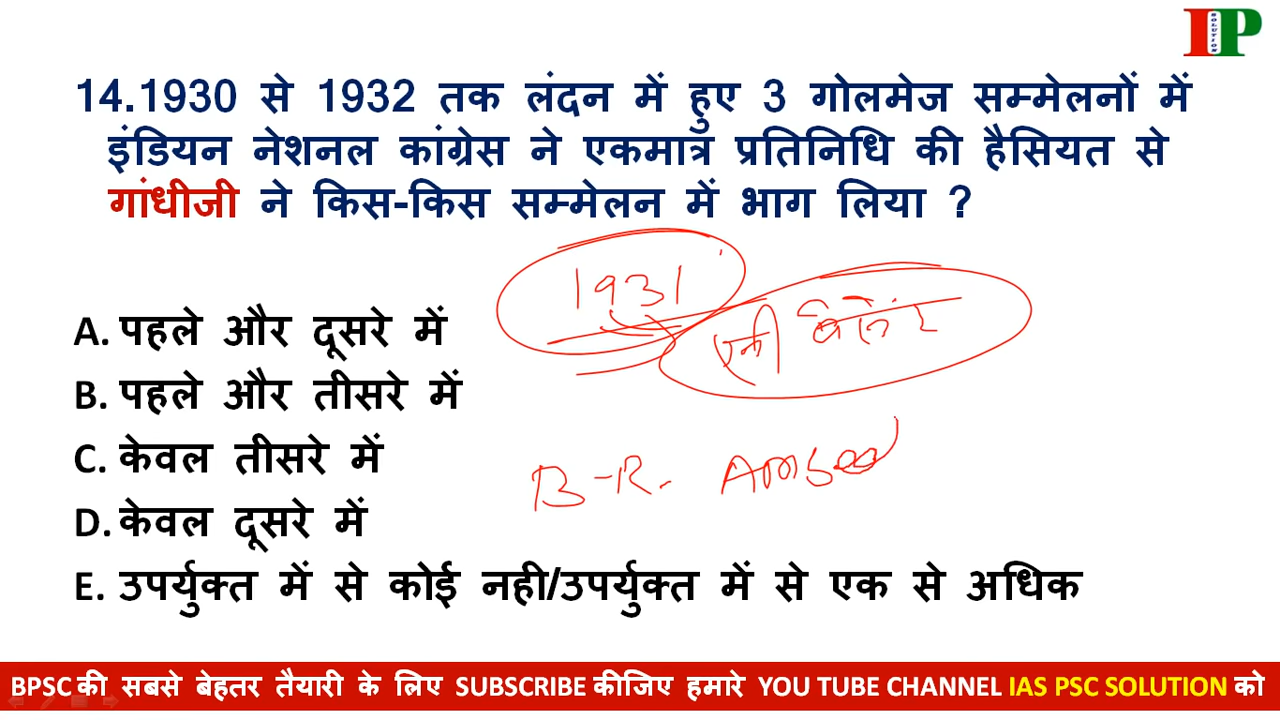 IP
SOLUTION
14.1930 से 1932 तक लंदन में हुए 3 गोलमेज सम्मेलनों में
इंडियन नेशनल कांग्रेस ने एकमात्र प्रतिनिधि की हैसियत से
गांधीजी ने किस-किस सम्मेलन में भाग लिया ?
1931
A. पहले और दूसरे में
B. पहले और तीसरे में
C. केवल तीसरे में
B-R.
D. केवल दूसरे में
E. उपर्युक्त में से कोई नही/उपर्युक्त में से एक से अधिक
BPSC की सबसे बेहतर तैयारी के लिए SUBSCRIBE कीजिए हमारे YOU TUBE CHANNEL IAS PSC SOLUTION को